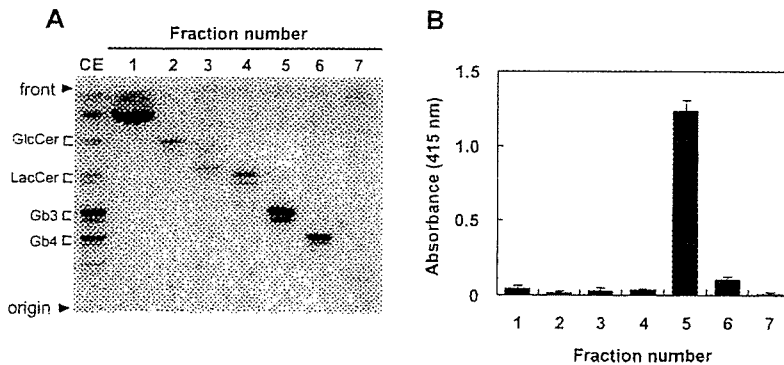 A
Fraction number
CE 1 2 3 4 5 6 7
front
GlcCer
LacCer
Gb3
Gb4
origin
B
Absorbance (415 nm)
1.5
1.0
0.5
0
1 2 3 4 5 6 7
Fraction number